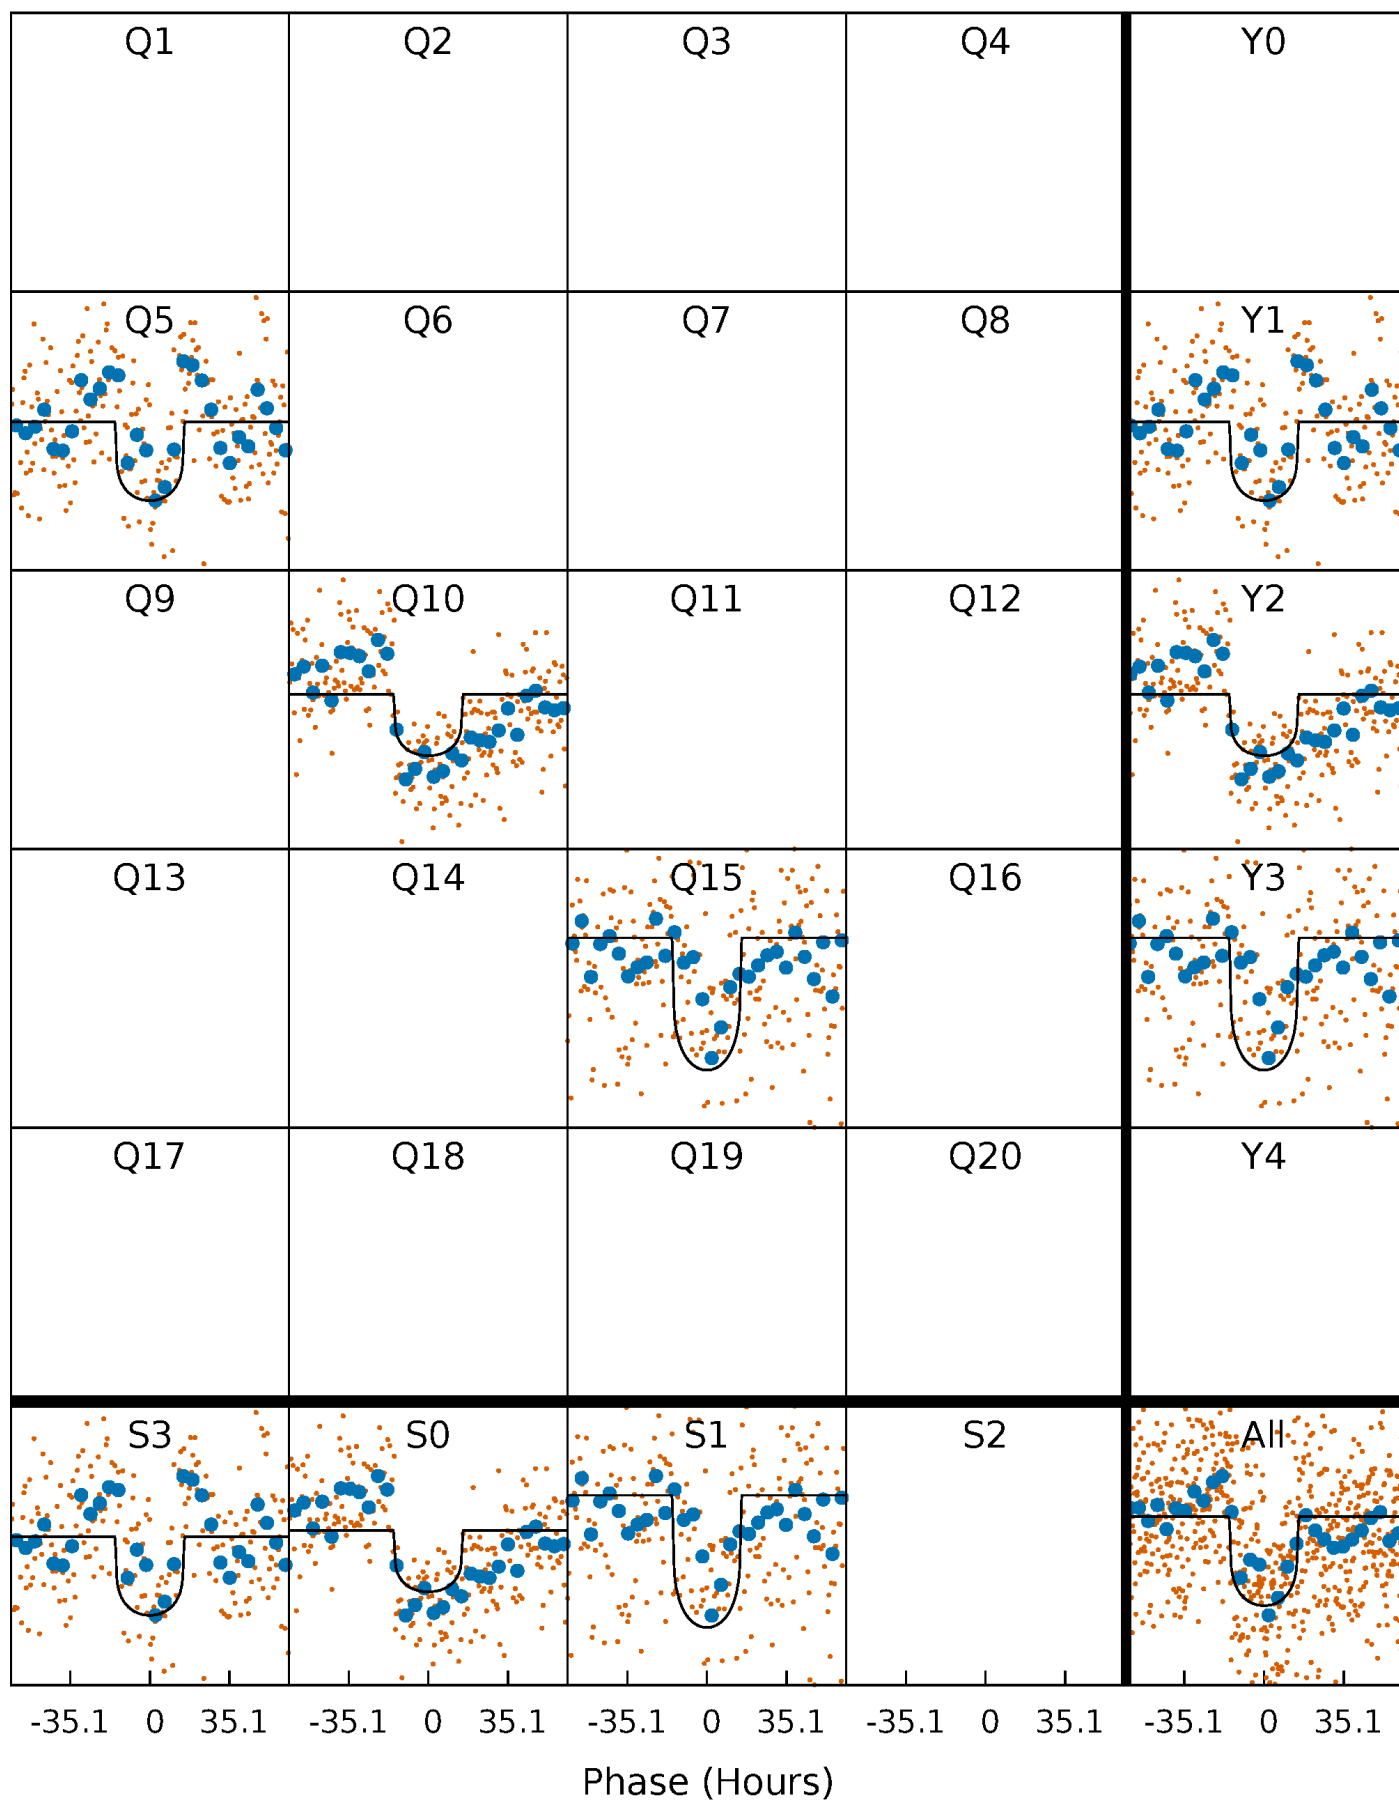 Q1 Q2 Q3 Q4 Y0
Q5 Q6 Q7 Q8 Y1
Q9 Q10 Q11 Q12 Y2
Q13 Q14 Q15 Q16 Y3
Q17 Q18 Q19 Q20 Y4
S3 S0 S1 S2 All
-35.1 0 35.1 -35.1 0 35.1 -35.1 0 35.1 -35.1 0 35.1 -35.1 0 35.1
Phase (Hours)